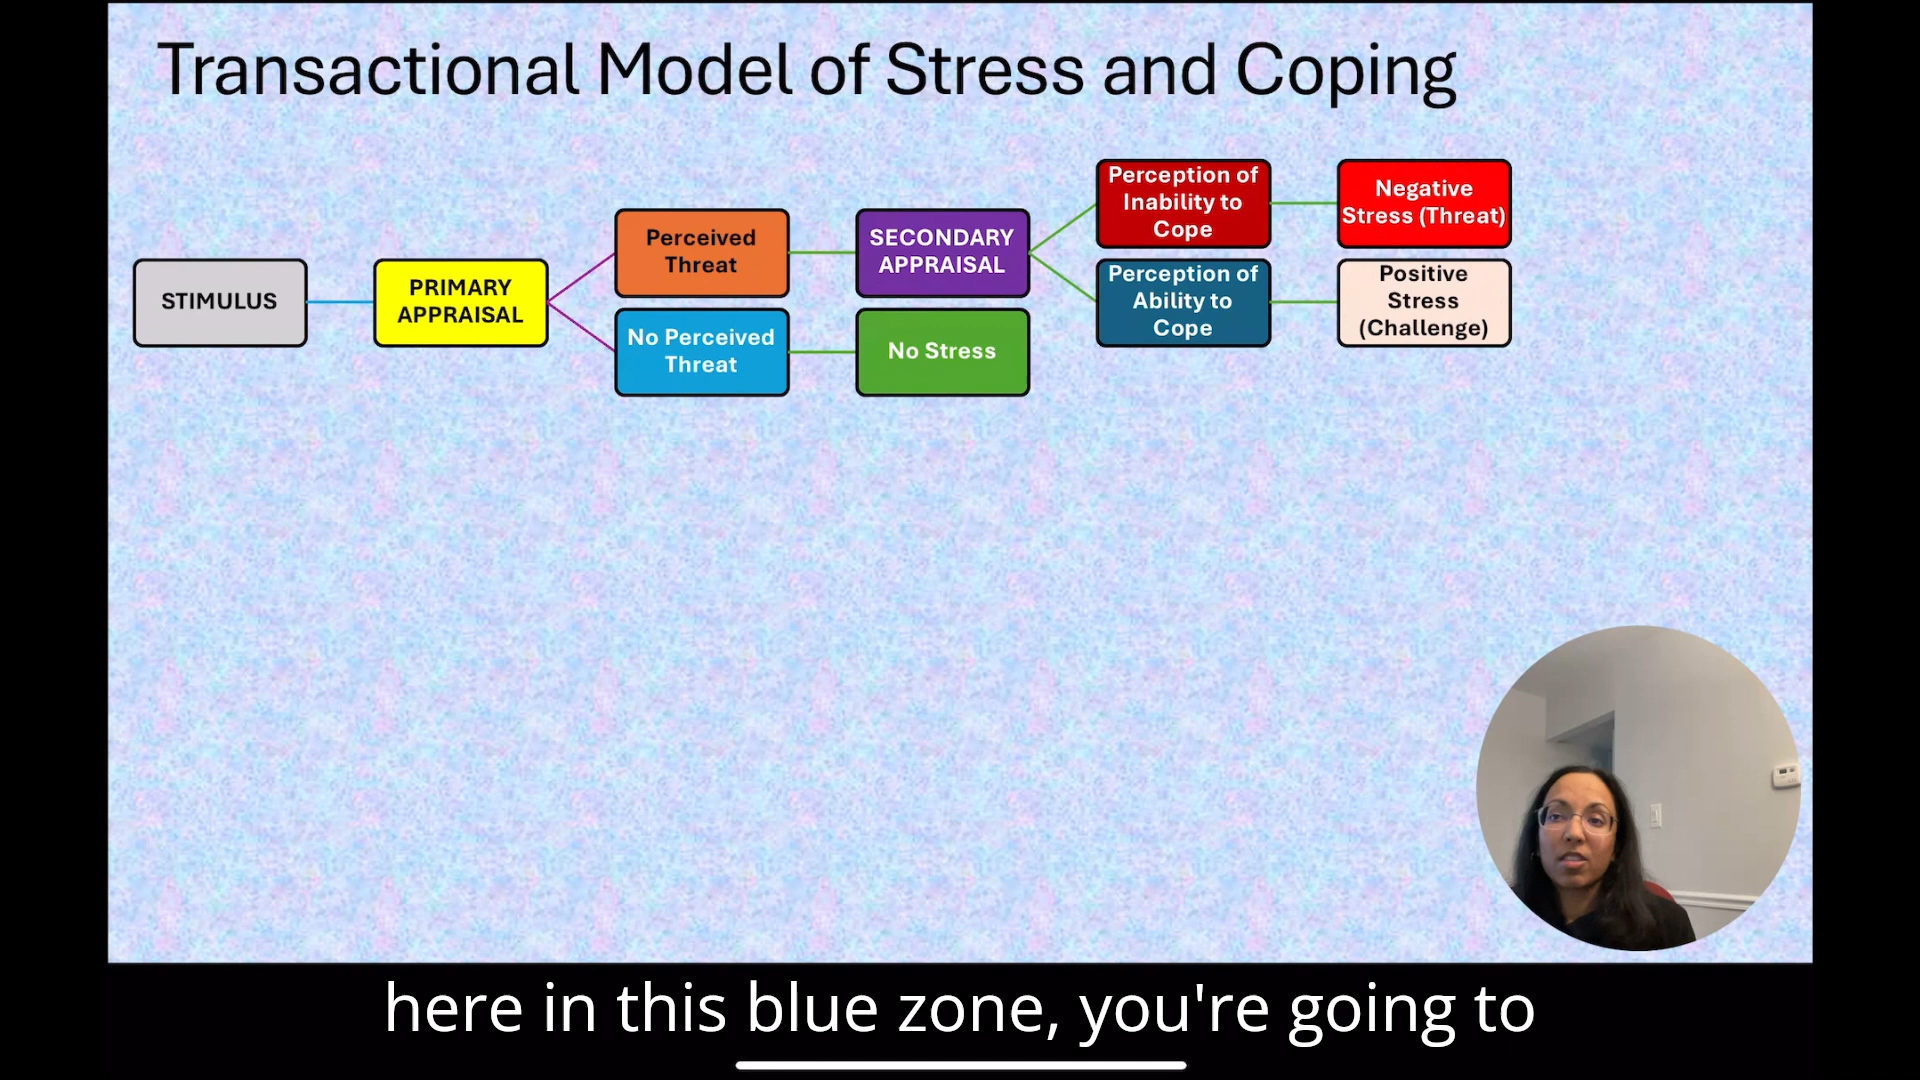 Transactional Model of Stress and Coping
STIMULUS
PRIMARY
APPRAISAL
Perceived
Threat
No Perceived
Threat
SECONDARY
APPRAISAL
No Stress
Perception of
Inability to
Cope
Perception of
Ability to
Cope
Negative
Stress (Threat)
Positive
Stress
(Challenge)
here in this blue zone, you're going to